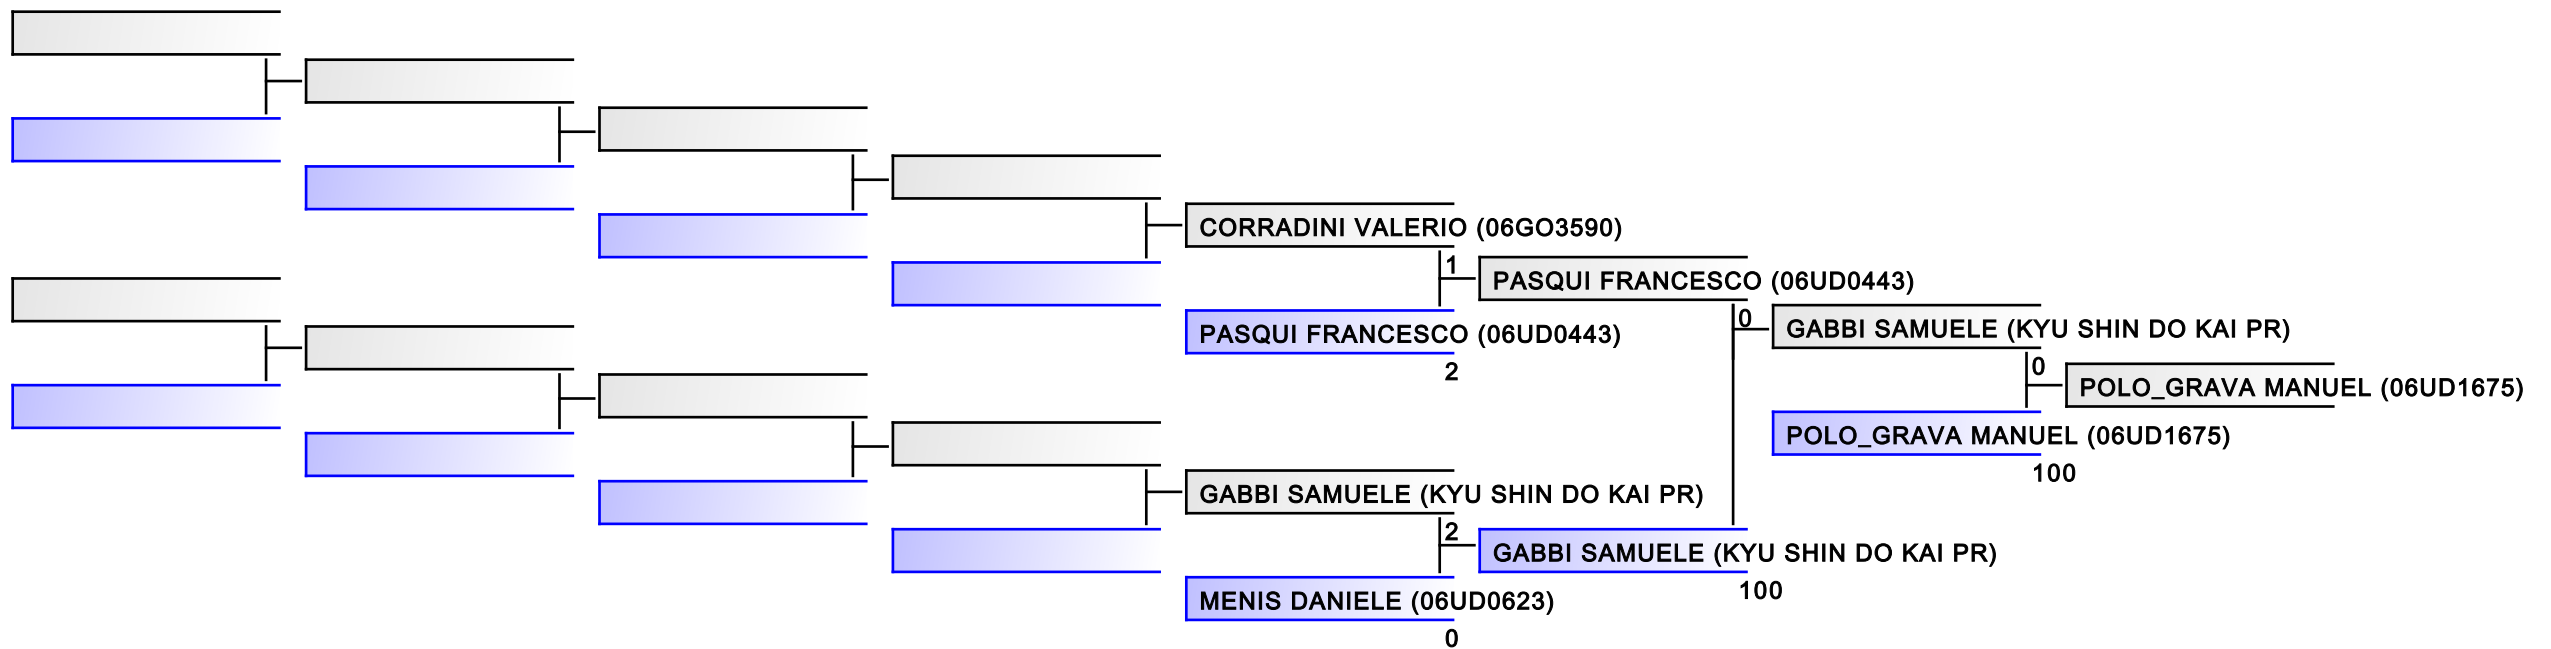 CORRADINI VALERIO (06GO3590)
1
PASQUI FRANCESCO (06UD0443)
PASQUI FRANCESCO (06UD0443)
2
0
GABBI SAMUELE (KYU SHIN DO KAI PR)
0
POLO_GRAVA MANUEL (06UD1675)
POLO_GRAVA MANUEL (06UD1675)
100
GABBI SAMUELE (KYU SHIN DO KAI PR)
2
GABBI SAMUELE (KYU SHIN DO KAI PR)
100
MENIS DANIELE (06UD0623)
0